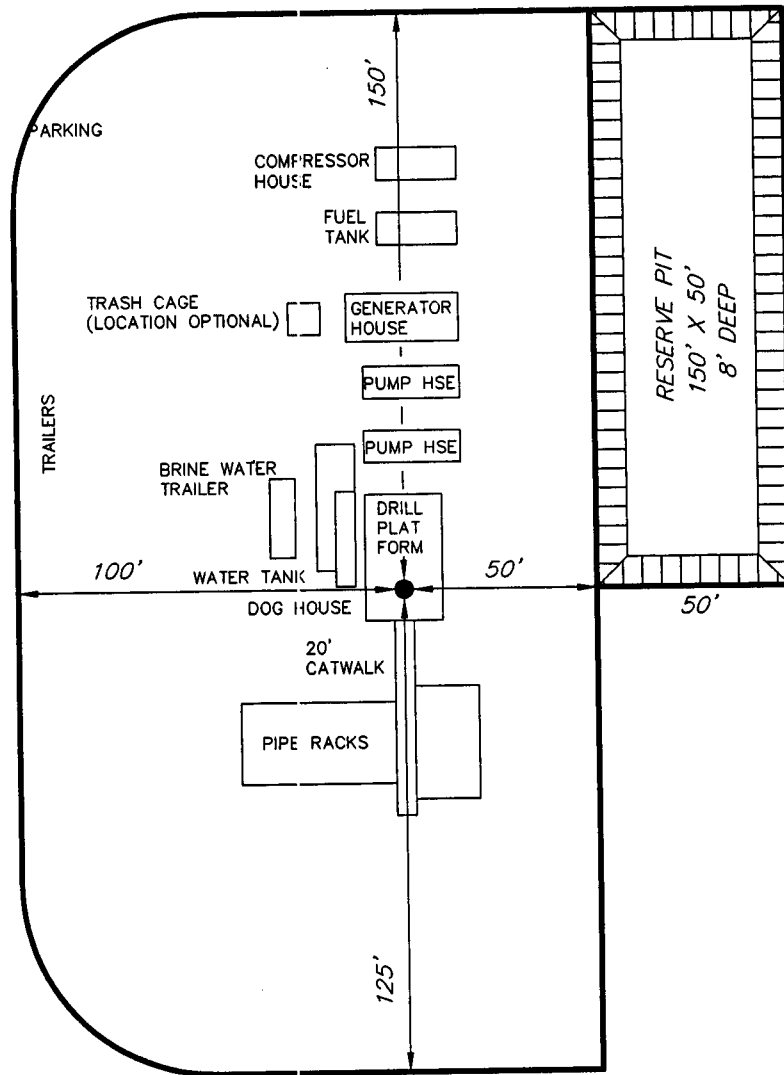 150'
PARKING
COMPRESSOR
HOUSE
FUEL
TANK
TRASH CAGE
(LOCATION OPTIONAL)
GENERATOR
HOUSE
RESERVE PIT
150' X 50'
8' DEEP
PUMP HSE
TRAILERS
PUMP HSE
BRINE WATER
TRAILER
DRILL
PLAT
FORM
100'
WATER TANK
50'
DOG HOUSE
50'
20'
CATWALK
PIPE RACKS
125'